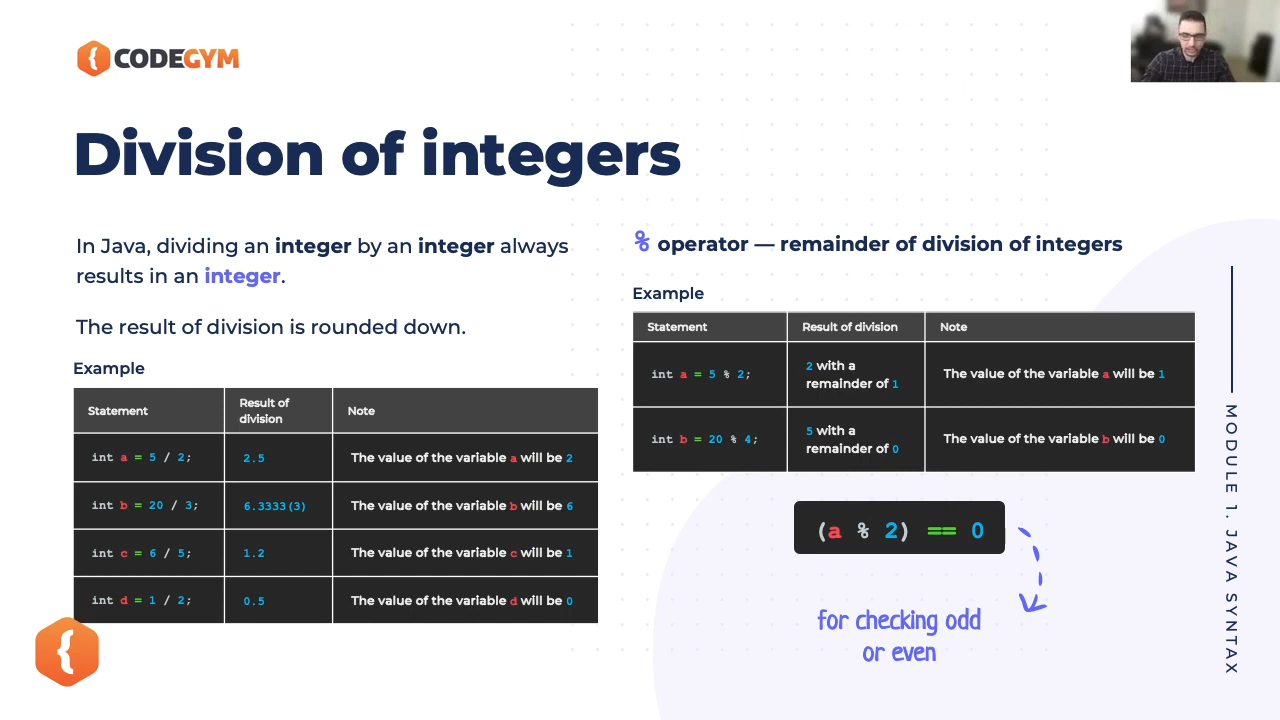 CODEGYM
Division of integers
In Java, dividing an integer by an integer always
results in an integer.
The result of division is rounded down.
Example
Statement
Result of
division
Note
int a = 5 / 2;
2.5
The value of the variable a will be 2
int b = 20 / 3;
6.3333(3)
The value of the variable b will be 6
int c = 6 / 5;
1.2
The value of the variable c will be 1
int d = 1 / 2;
0.5
The value of the variable d will be 0
% operator — remainder of division of integers
Example
Statement
Result of division
Note
int a = 5 % 2;
2 with a
remainder of 1
The value of the variable a will be 1
int b = 20 % 4;
5 with a
remainder of 0
The value of the variable b will be 0
(a % 2) == 0
for checking odd
or even
MODULE 1. JAVA SYNTAX